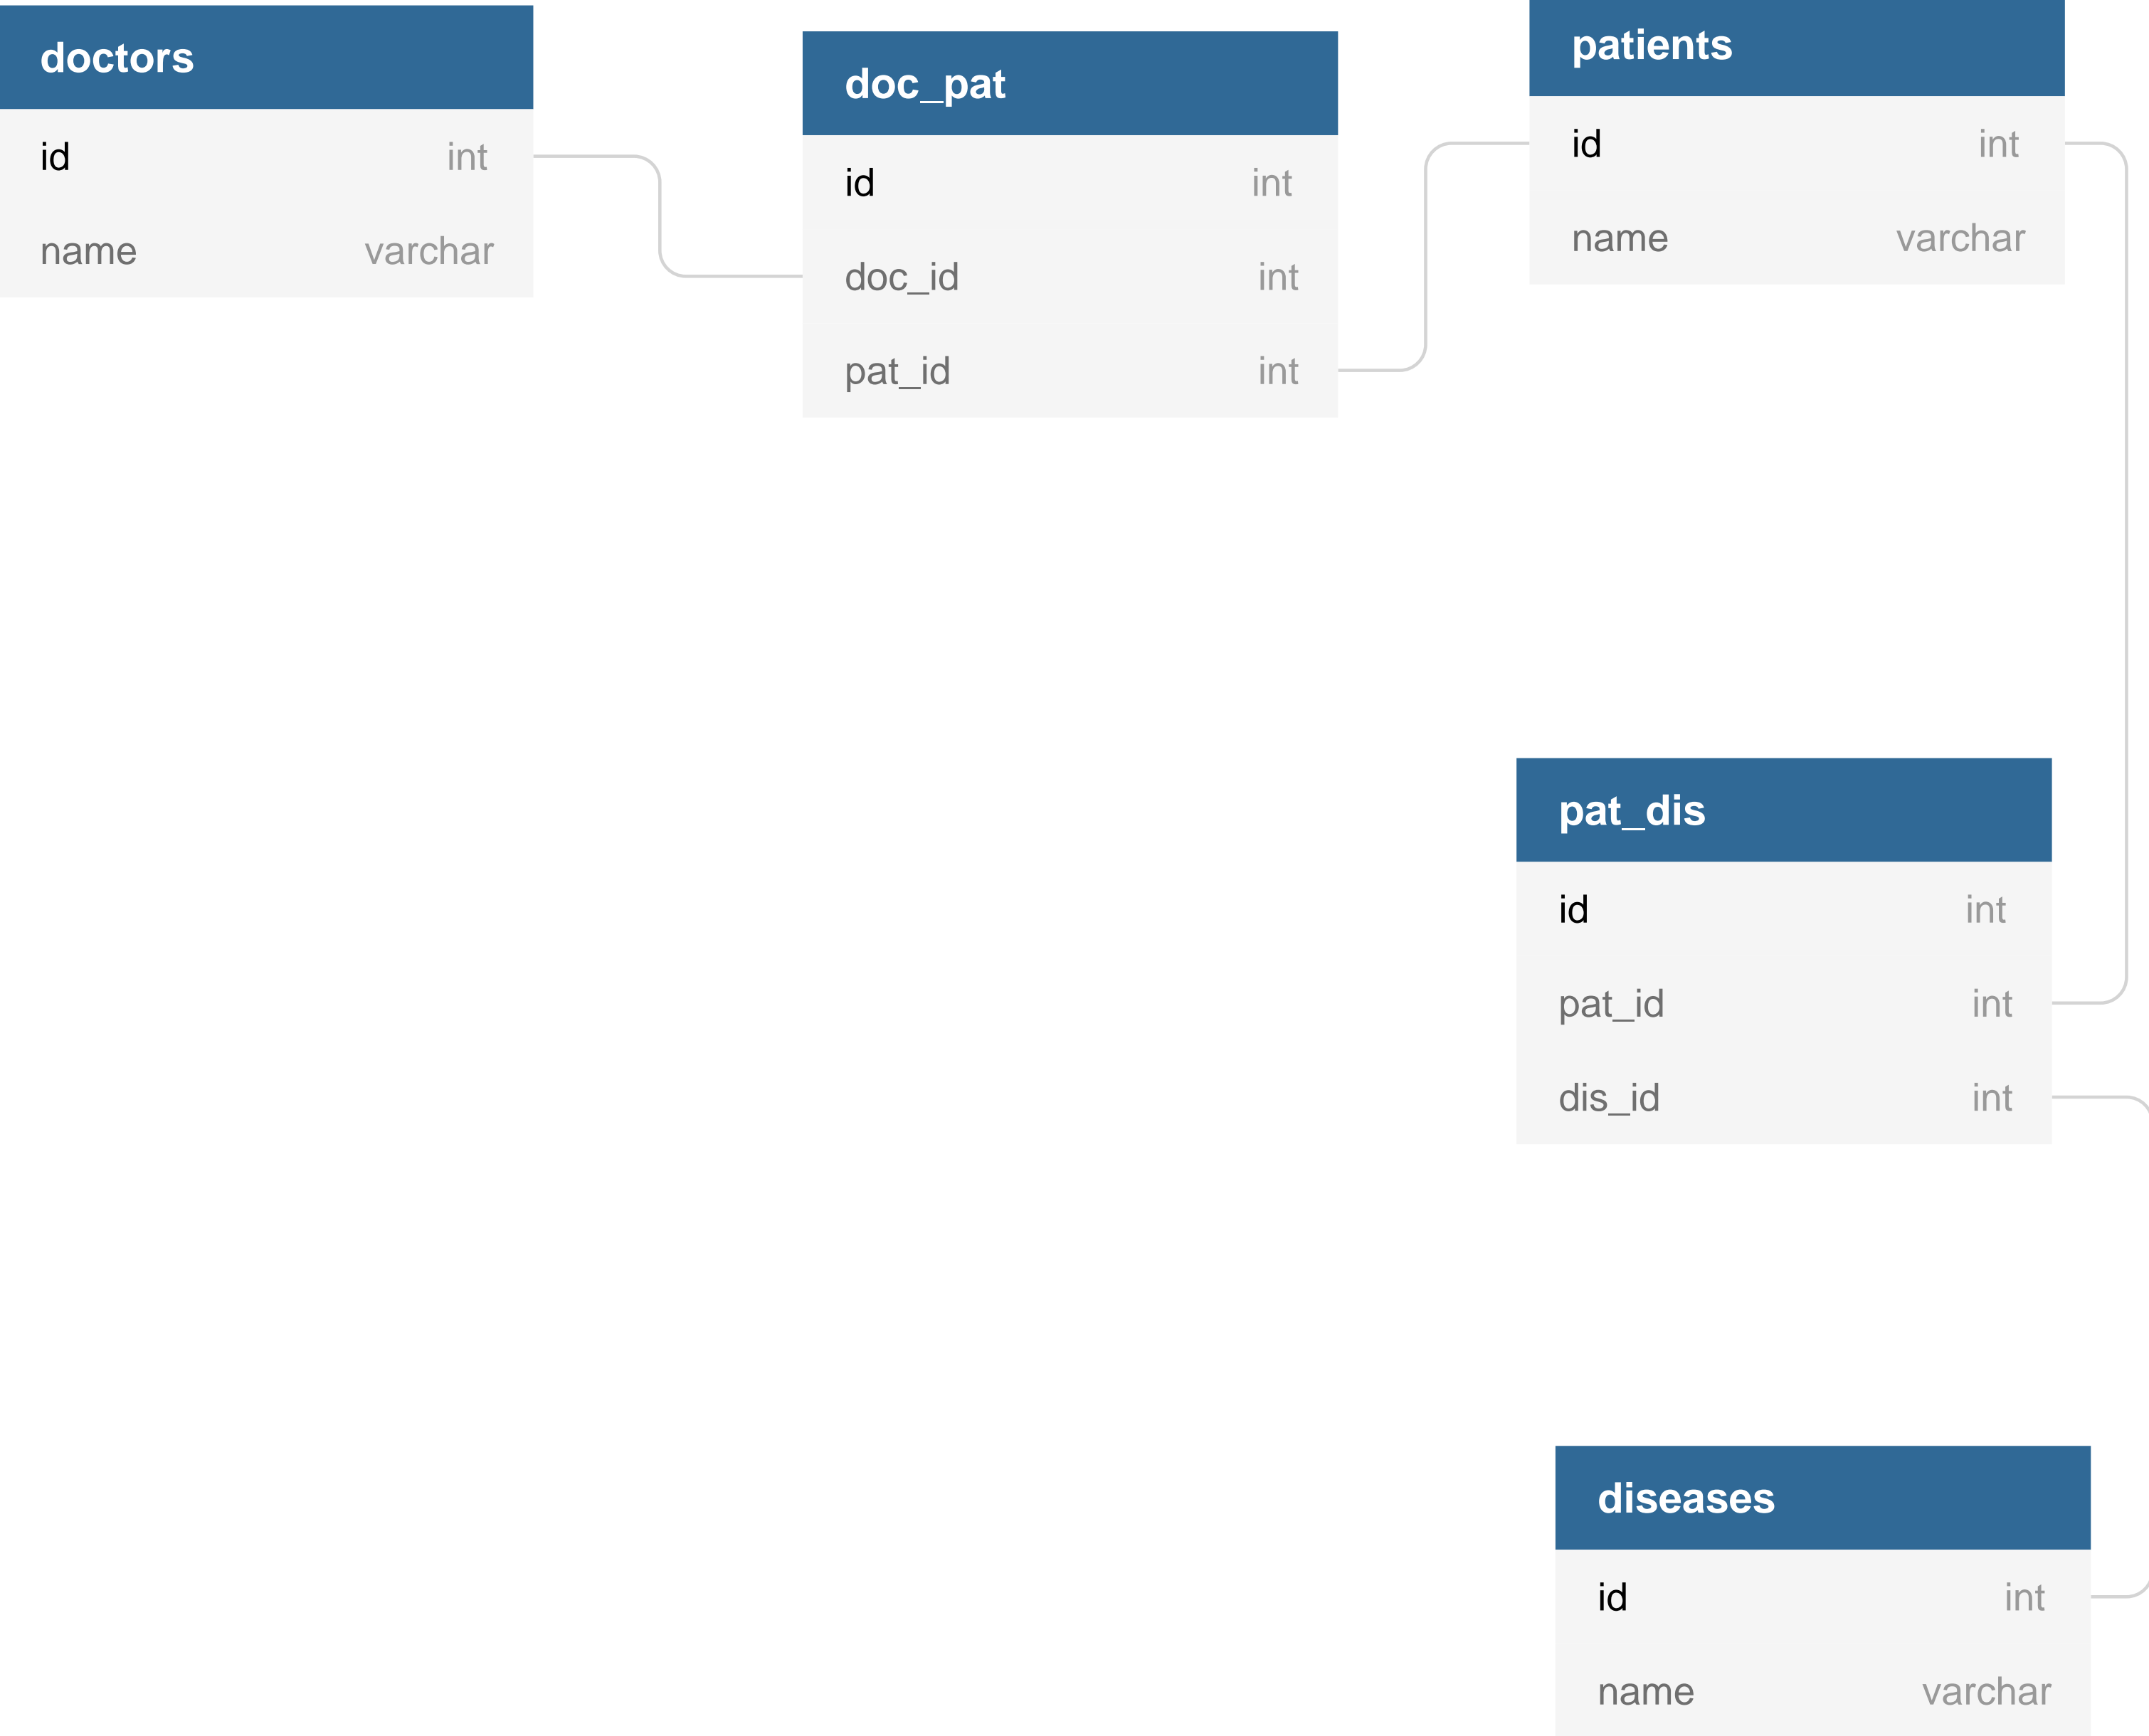 doctors
id int
name varchar
doc_pat
id int
doc_id int
pat_id int
patients
id int
name varchar
pat_dis
id int
pat_id int
dis_id int
diseases
id int
name varchar